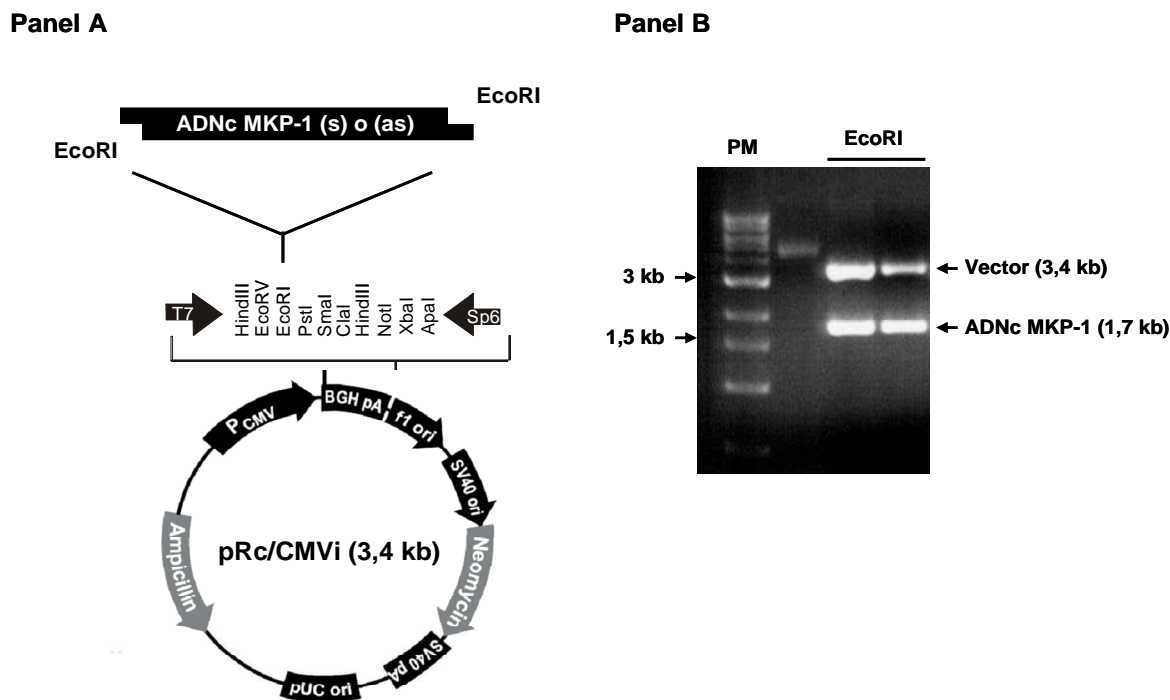 Panel A
EcoRI
ADNc MKP-1 (s) o (as)
EcoRI
T7
HindIII
EcoRV
EcoRI
PstI
SmaI
ClaI
HindIII
NotI
XbaI
ApaI
Sp6
PCMV
BGH pA
f1 ori
SV40 ori
Neomycin
SV40 pA
pUC ori
Ampicillin
pRc/CMVi (3,4 kb)
Panel B
PM
EcoRI
3 kb
1,5 kb
Vector (3,4 kb)
ADNc MKP-1 (1,7 kb)